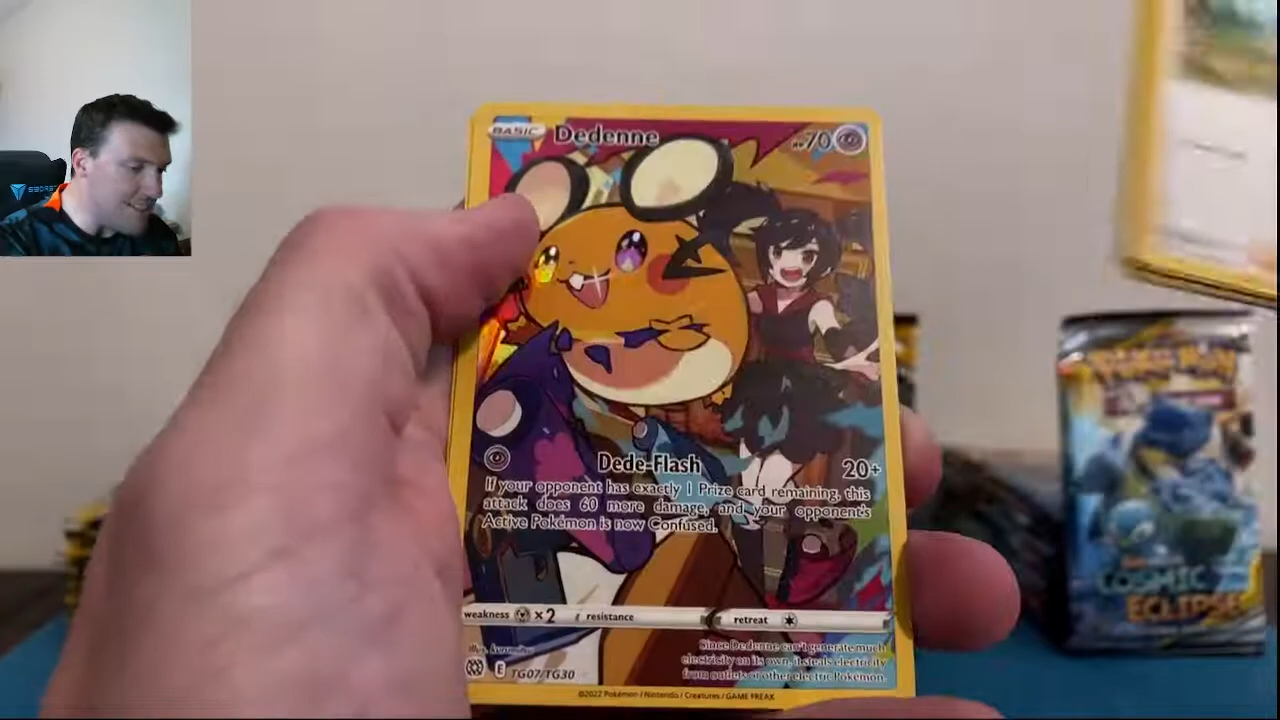 BASIC Dedenne HP70
Dede-Flash 20+
If your opponent has exactly 1 Prize card remaining, this
attack does 60 more damage, and your opponent's
Active Pokémon is now Confused.
weakness ×2 resistance retreat
Since Dedenne can't generate much
electricity on its own, it steals electricity
from outlets or other electric Pokémon.
illus. kurumitsu
E TG07/TG30
©2022 Pokémon / Nintendo / Creatures / GAME FREAK
POKéMON
COSMIC
ECLIPSE